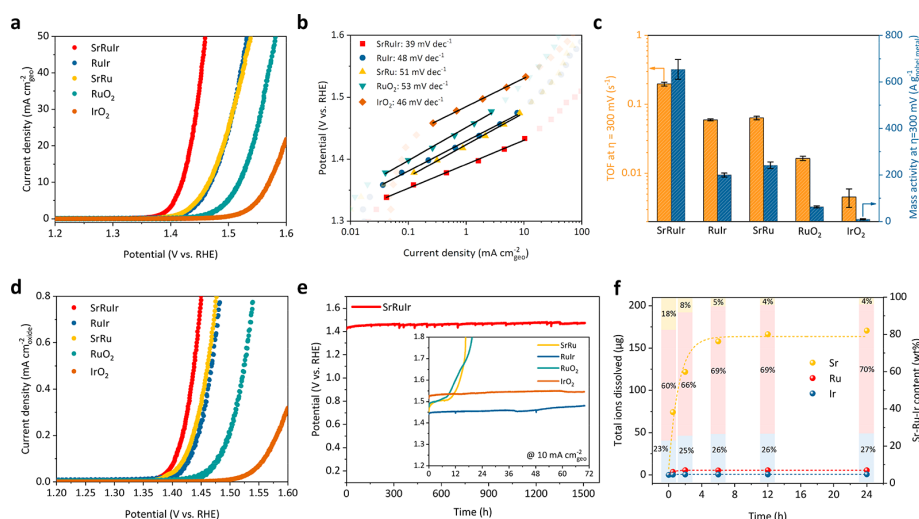 a
SrRuIr
RuIr
SrRu
RuO2
IrO2
50
40
30
20
10
0
1.2 1.3 1.4 1.5 1.6
Current density (mA cm-2geo)
Potential (V vs. RHE)
b
SrRuIr: 39 mV dec-1
RuIr: 48 mV dec-1
SrRu: 51 mV dec-1
RuO2: 53 mV dec-1
IrO2: 46 mV dec-1
1.6
1.5
1.4
1.3
0.01 0.1 1 10 100
Potential (V vs. RHE)
Current density (mA cm-2geo)
c
1
0.1
0.01
TOF at η = 300 mV (s-1)
800
700
600
500
400
300
200
100
0
Mass activity at η=300 mV (A g-1nobel metal)
SrRuIr RuIr SrRu RuO2 IrO2
d
SrRuIr
RuIr
SrRu
RuO2
IrO2
0.8
0.6
0.4
0.2
0.0
1.20 1.30 1.40 1.50 1.60
Current density (mA cm-2oxide)
Potential (V vs. RHE)
e
SrRuIr
1.8
1.6
1.4
1.2
1.0
0.8
0.6
0.4
0.2
0 300 600 900 1200 1500
Potential (V vs. RHE)
Time (h)
SrRu
RuIr
RuO2
IrO2
1.8
1.7
1.6
1.5
1.4
1.3
1.2
0 12 24 36 48 60 72
@ 10 mA cm-2geo
f
200
150
100
50
0
Total ions dissolved (μg)
18% 8% 5% 4% 4%
60% 66% 69% 69% 70%
23% 25% 26% 26% 27%
Sr
Ru
Ir
100
80
60
40
20
0
Sr-Ru-Ir content (wt%)
0 4 8 12 16 20 24
Time (h)